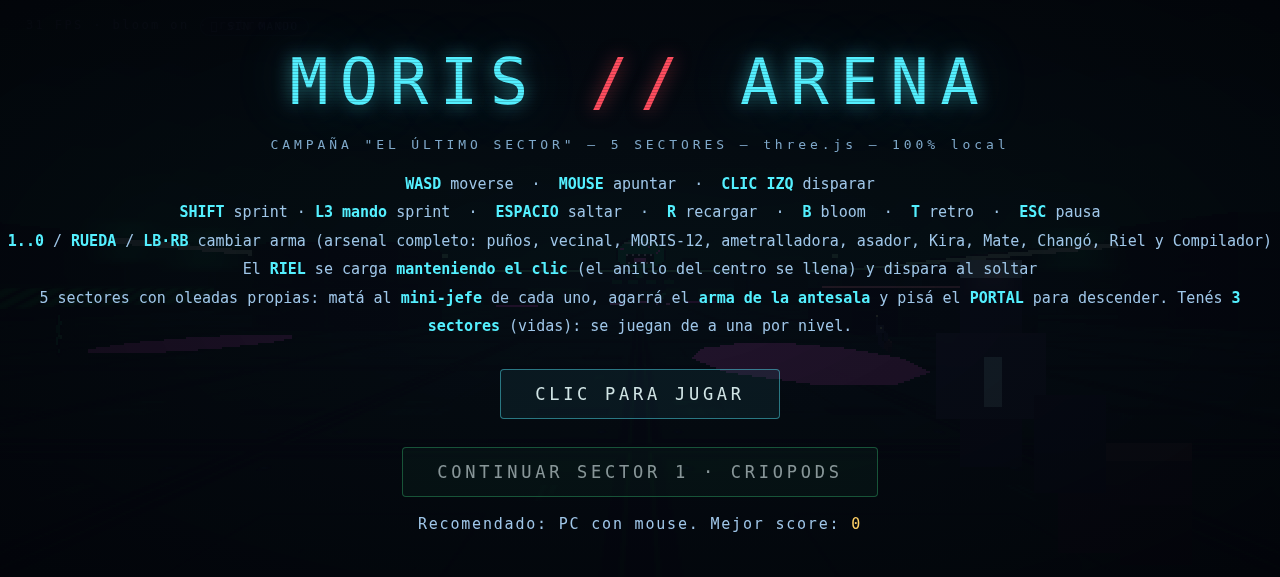 MORIS // ARENA
CAMPAÑA "EL ÚLTIMO SECTOR" — 5 SECTORES — three.js — 100% local
WASD moverse · MOUSE apuntar · CLIC IZQ disparar
SHIFT sprint · L3 mando sprint · ESPACIO saltar · R recargar · B bloom · T retro · ESC pausa
1..0 / RUEDA / LB·RB cambiar arma (arsenal completo: puños, vecinal, MORIS-12, ametralladora, asador, Kira, Mate, Changó, Riel y Compilador)
El RIEL se carga manteniendo el clic (el anillo del centro se llena) y dispara al soltar
5 sectores con oleadas propias: matá al mini-jefe de cada uno, agarrá el arma de la antesala y pisá el PORTAL para descender. Tenés 3
sectores (vidas): se juegan de a una por nivel.
CLIC PARA JUGAR
CONTINUAR SECTOR 1 · CRIOPODS
Recomendado: PC con mouse. Mejor score: 0